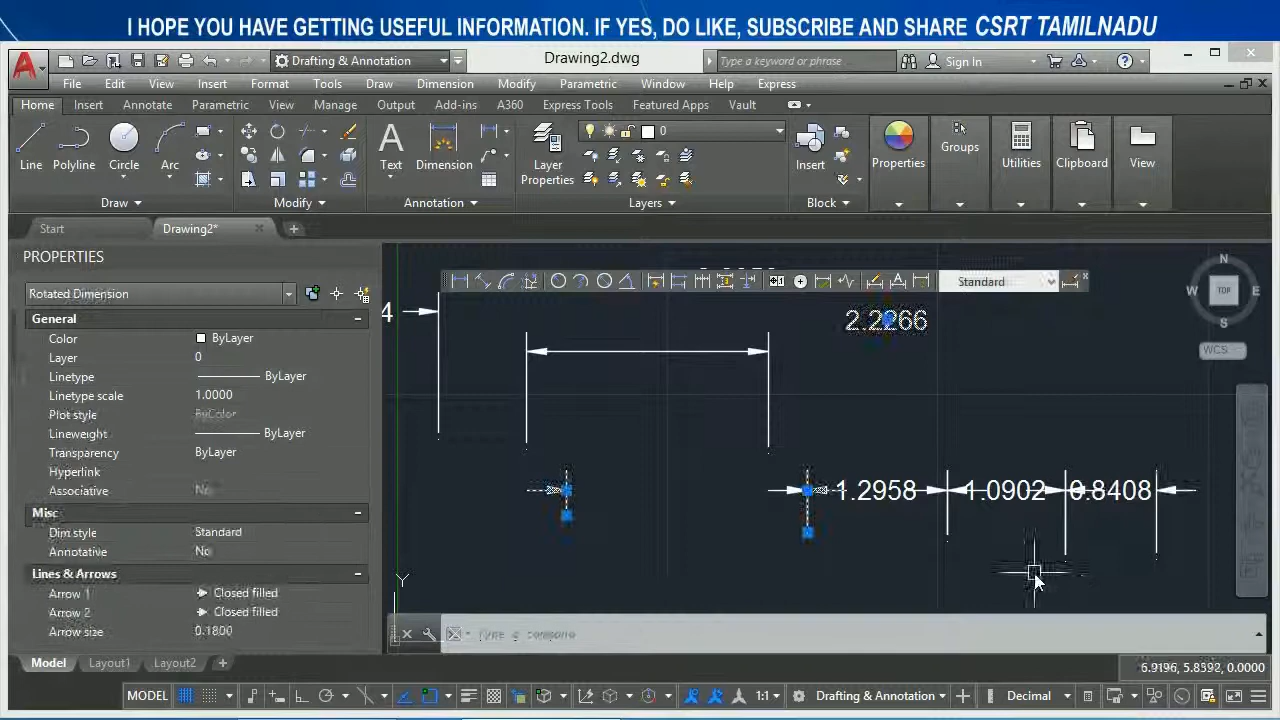 I HOPE YOU HAVE GETTING USEFUL INFORMATION. IF YES, DO LIKE, SUBSCRIBE AND SHARE CSRT TAMILNADU
Drafting & Annotation
Drawing2.dwg
Type a keyword or phrase
Sign In
File Edit View Insert Format Tools Draw Dimension Modify Parametric Window Help Express
Home Insert Annotate Parametric View Manage Output Add-ins A360 Express Tools Featured Apps Vault
0
Line Polyline Circle Arc Text Dimension Layer Properties Insert Properties Groups Utilities Clipboard View
Draw Modify Annotation Layers Block
Start Drawing2*
PROPERTIES
Rotated Dimension
General
Color ByLayer
Layer 0
Linetype ByLayer
Linetype scale 1.0000
Plot style ByColor
Lineweight ByLayer
Transparency ByLayer
Hyperlink
Associative No
Misc
Dim style Standard
Annotative No
Lines & Arrows
Arrow 1 Closed filled
Arrow 2 Closed filled
Arrow size 0.1800
Standard
4
2.2266
1.2958 1.0902 0.8408
Y
N
W TOP E
S
WCS
Type a command
Model Layout1 Layout2
6.9196, 5.8392, 0.0000
MODEL 1:1 Drafting & Annotation Decimal